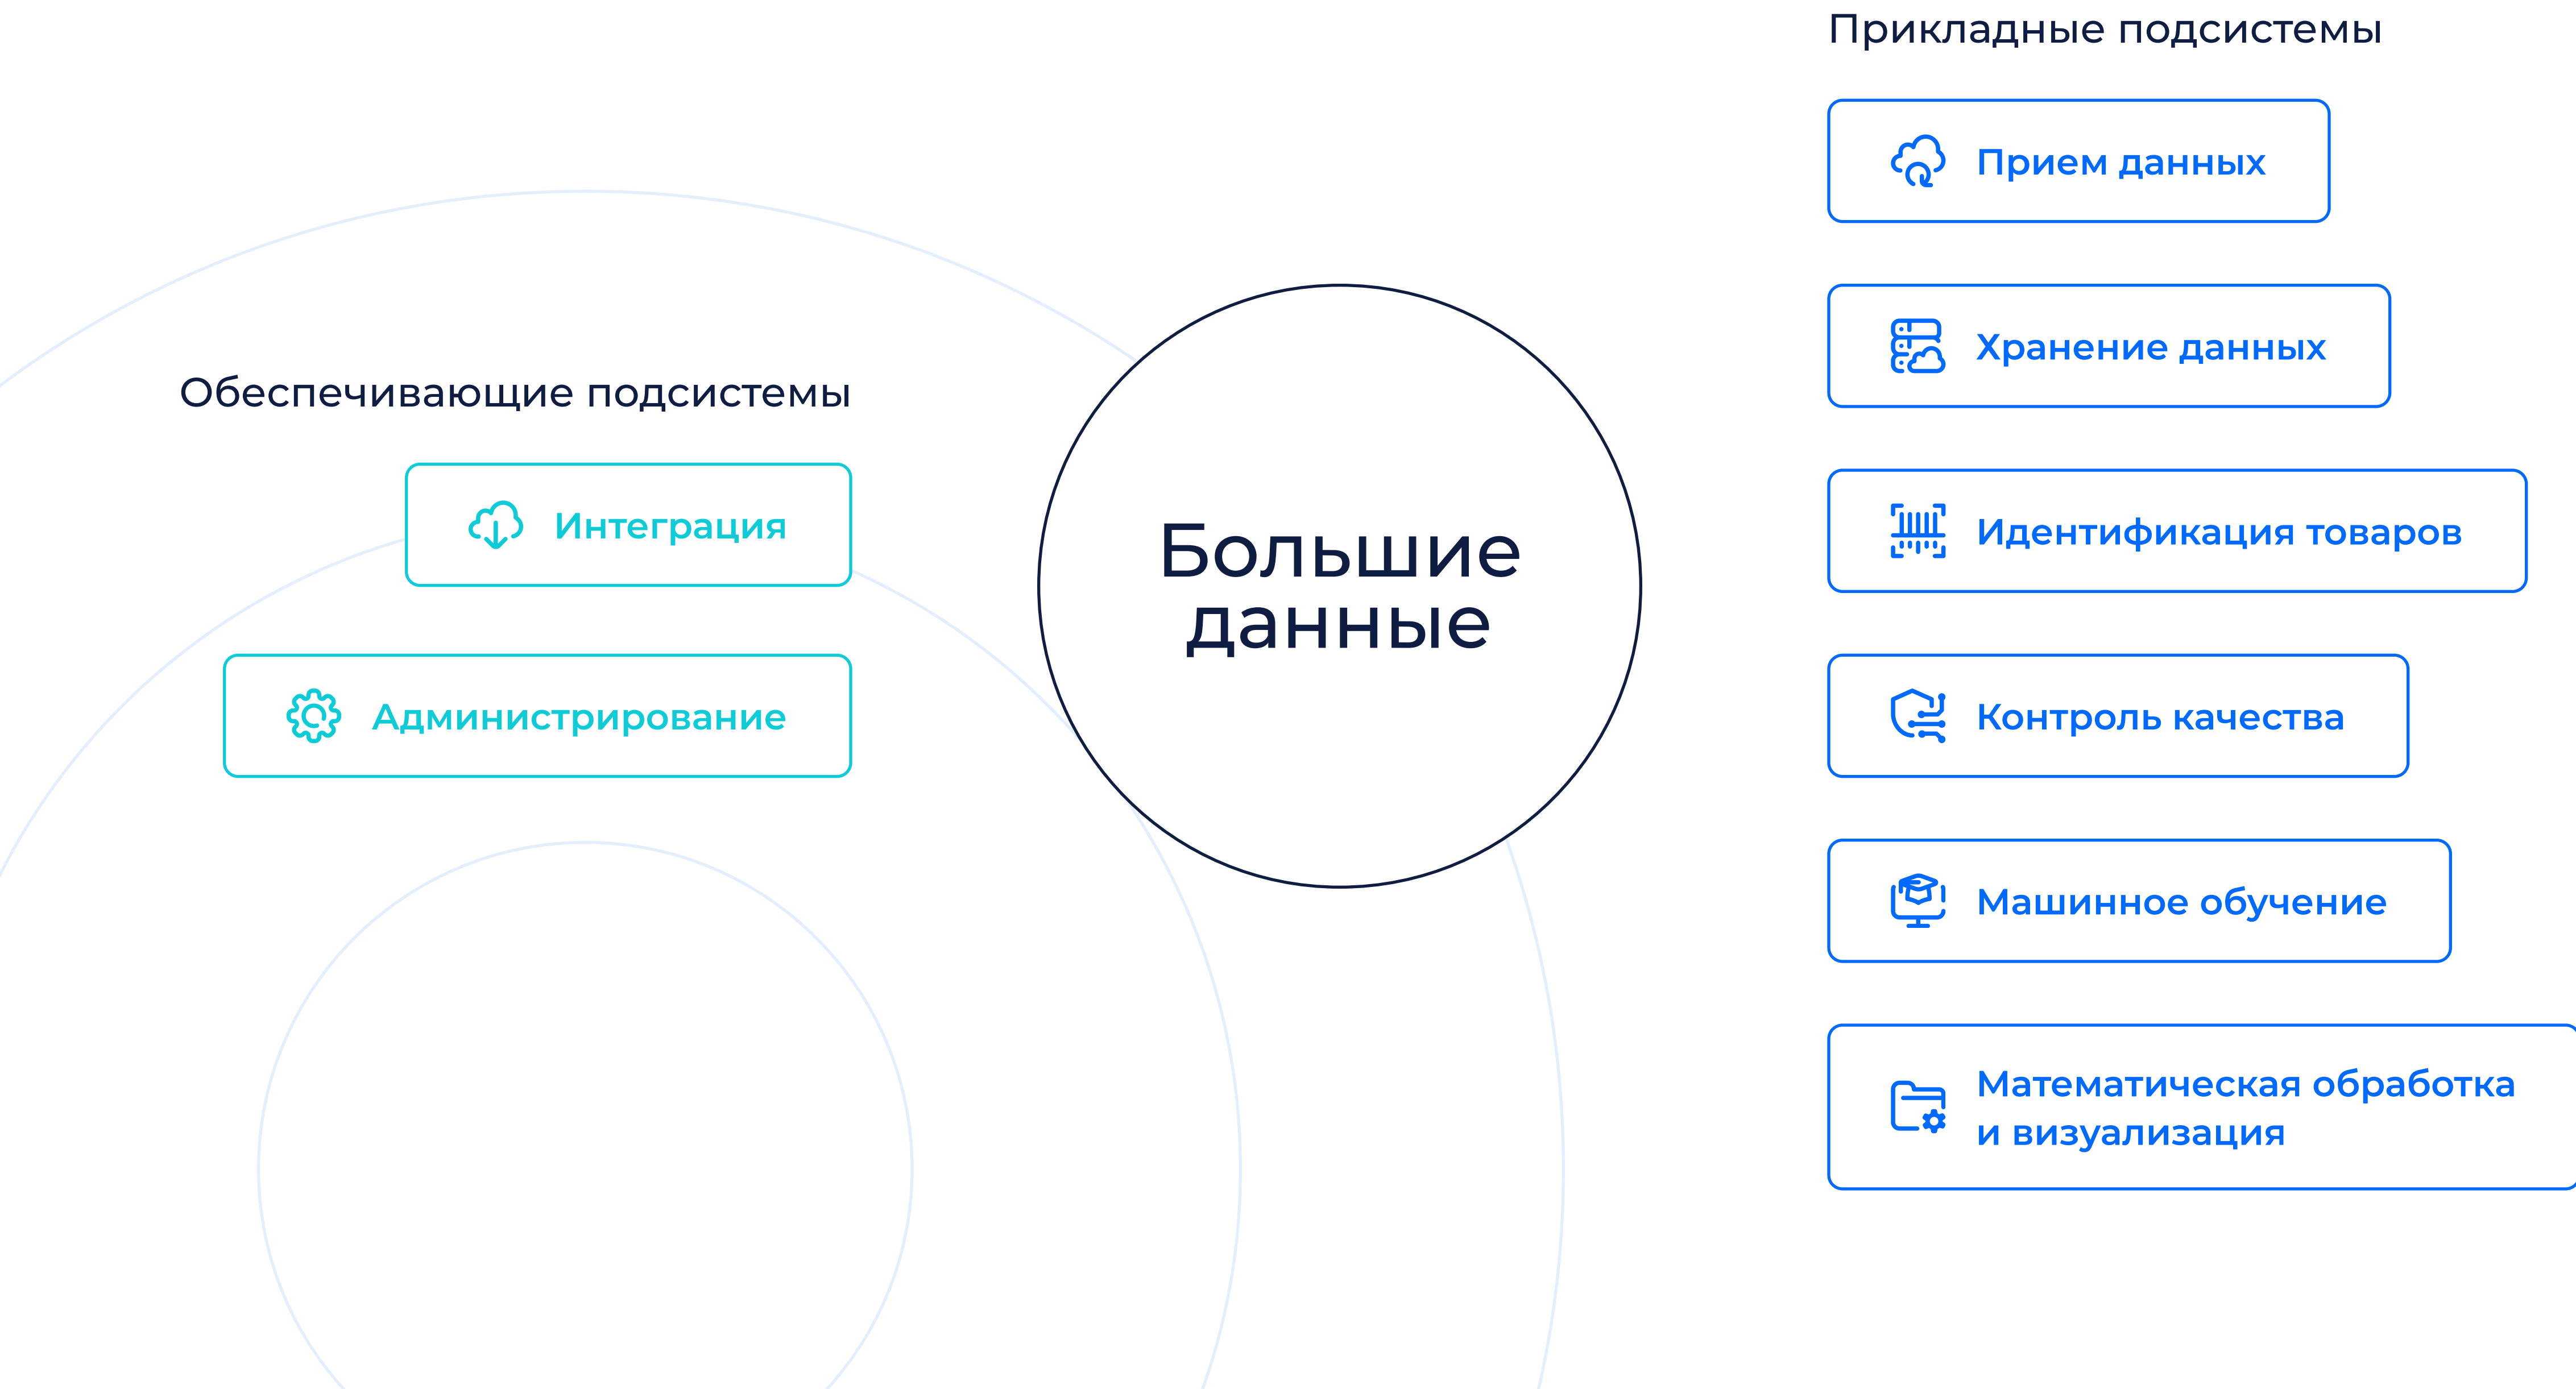 Обеспечивающие подсистемы
Интеграция
Администрирование
Большие
данные
Прикладные подсистемы
Прием данных
Хранение данных
Идентификация товаров
Контроль качества
Машинное обучение
Математическая обработка
и визуализация